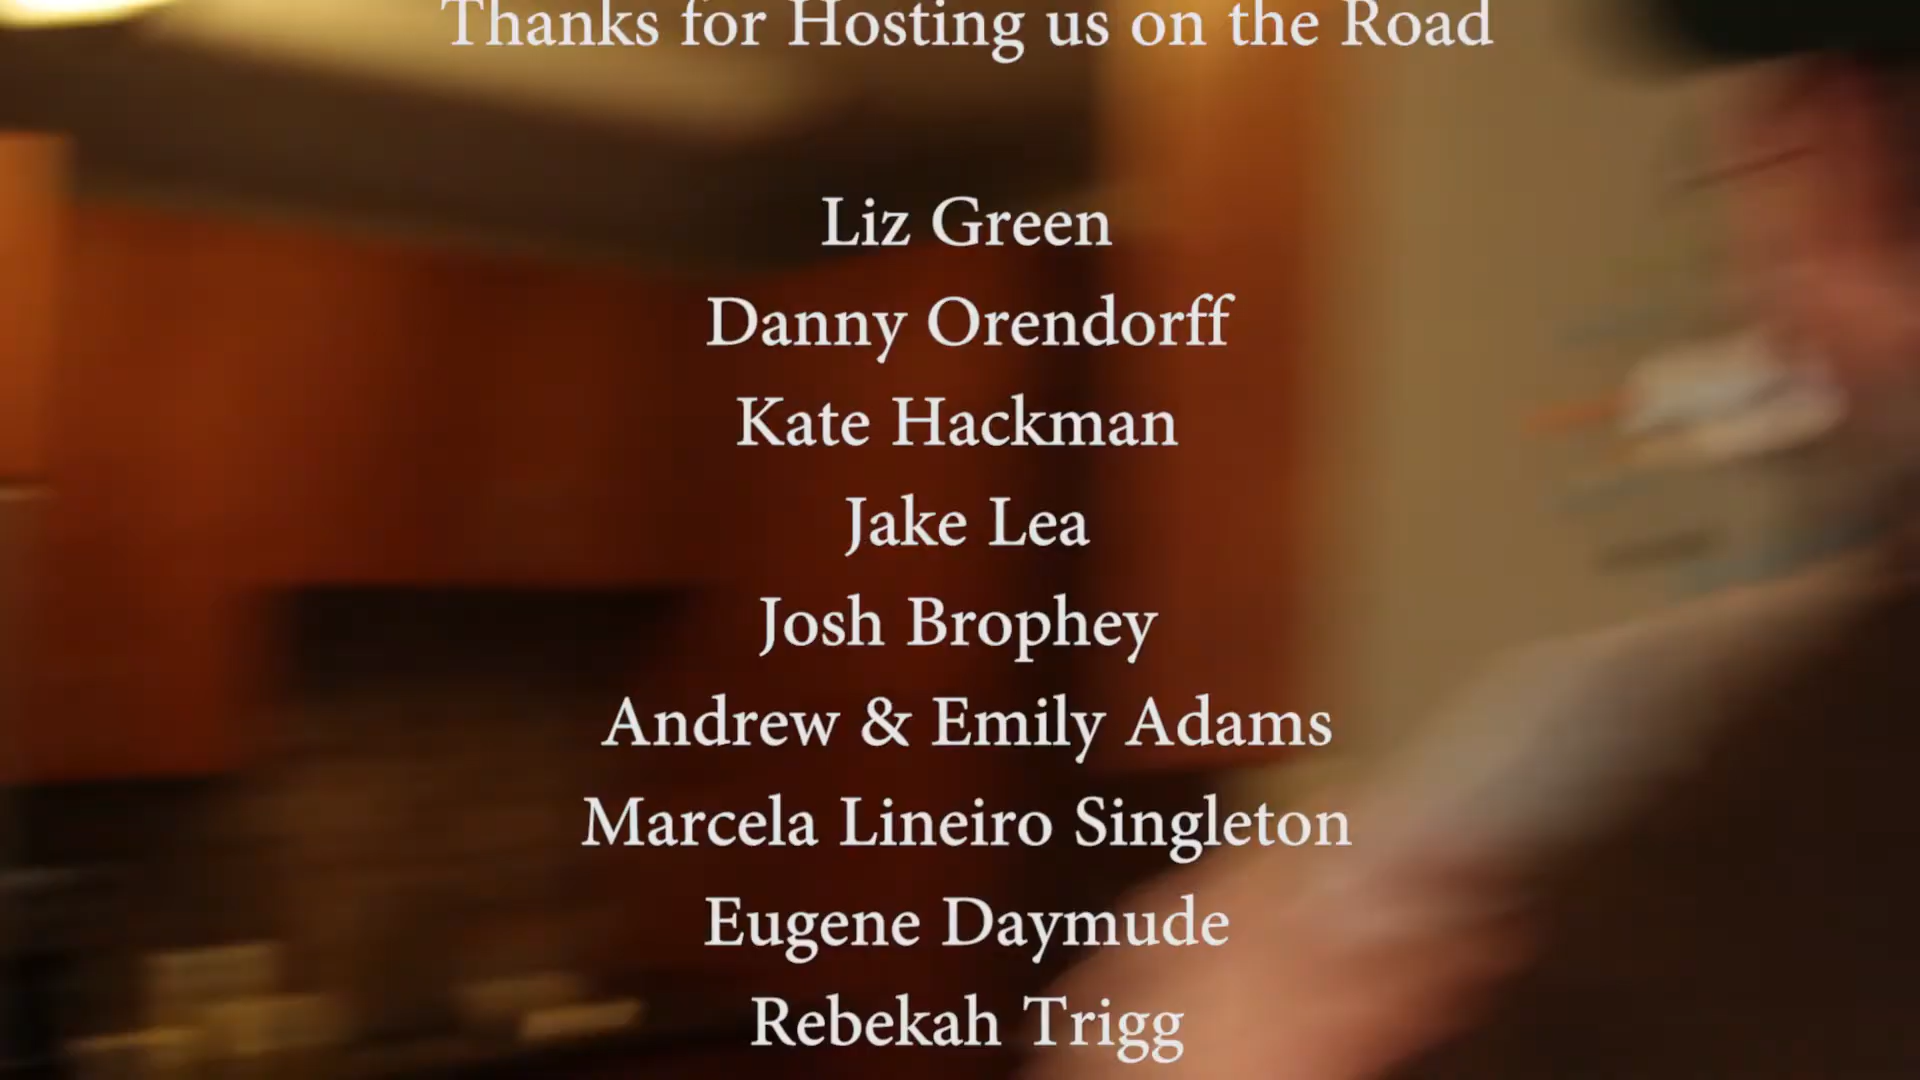 Thanks for Hosting us on the Road
Liz Green
Danny Orendorff
Kate Hackman
Jake Lea
Josh Brophey
Andrew & Emily Adams
Marcela Lineiro Singleton
Eugene Daymude
Rebekah Trigg